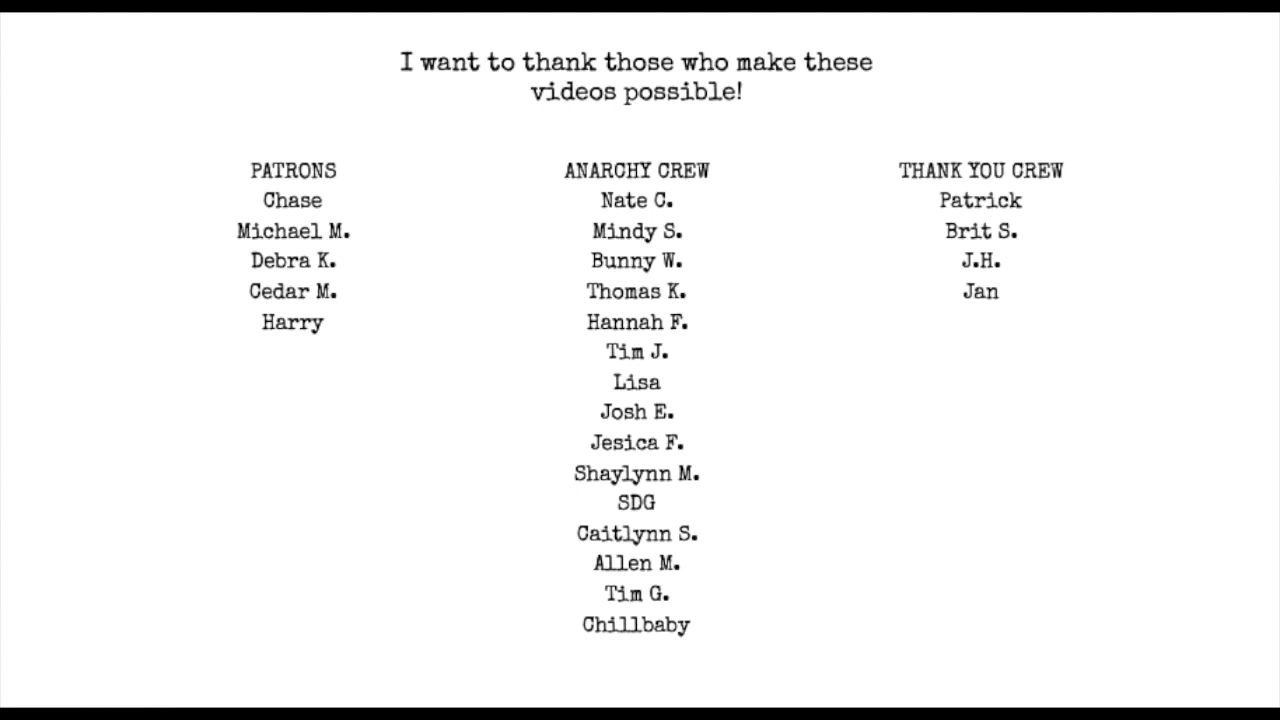 I want to thank those who make these
videos possible!
PATRONS
Chase
Michael M.
Debra K.
Cedar M.
Harry
ANARCHY CREW
Nate C.
Mindy S.
Bunny W.
Thomas K.
Hannah F.
Tim J.
Lisa
Josh E.
Jesica F.
Shaylynn M.
SDG
Caitlynn S.
Allen M.
Tim G.
Chillbaby
THANK YOU CREW
Patrick
Brit S.
J.H.
Jan